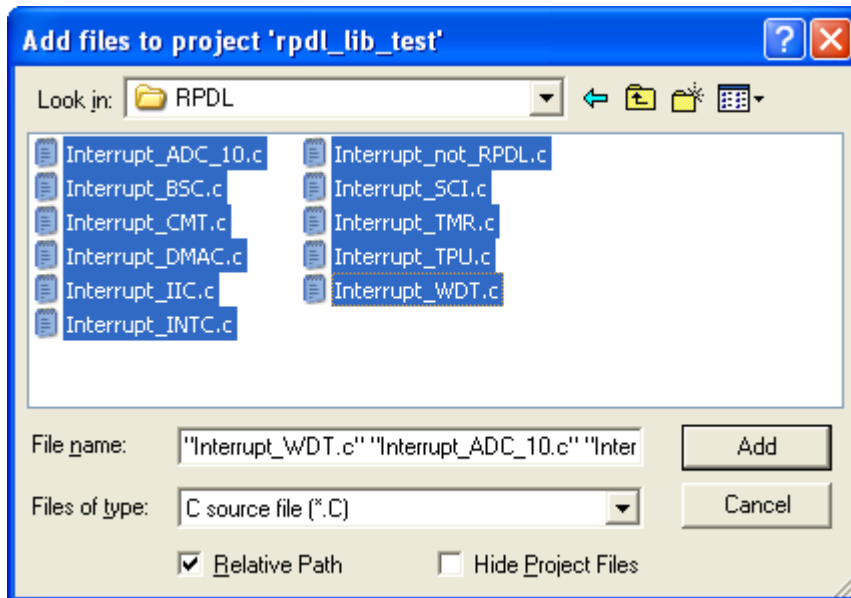 Add files to project 'rpdl_lib_test'
Look in: RPDL
Interrupt_ADC_10.c
Interrupt_BSC.c
Interrupt_CMT.c
Interrupt_DMAC.c
Interrupt_IIC.c
Interrupt_INTC.c
Interrupt_not_RPDL.c
Interrupt_SCI.c
Interrupt_TMR.c
Interrupt_TPU.c
Interrupt_WDT.c
File name: "Interrupt_WDT.c" "Interrupt_ADC_10.c" "Inter Add
Files of type: C source file (*.C) Cancel
Relative Path Hide Project Files